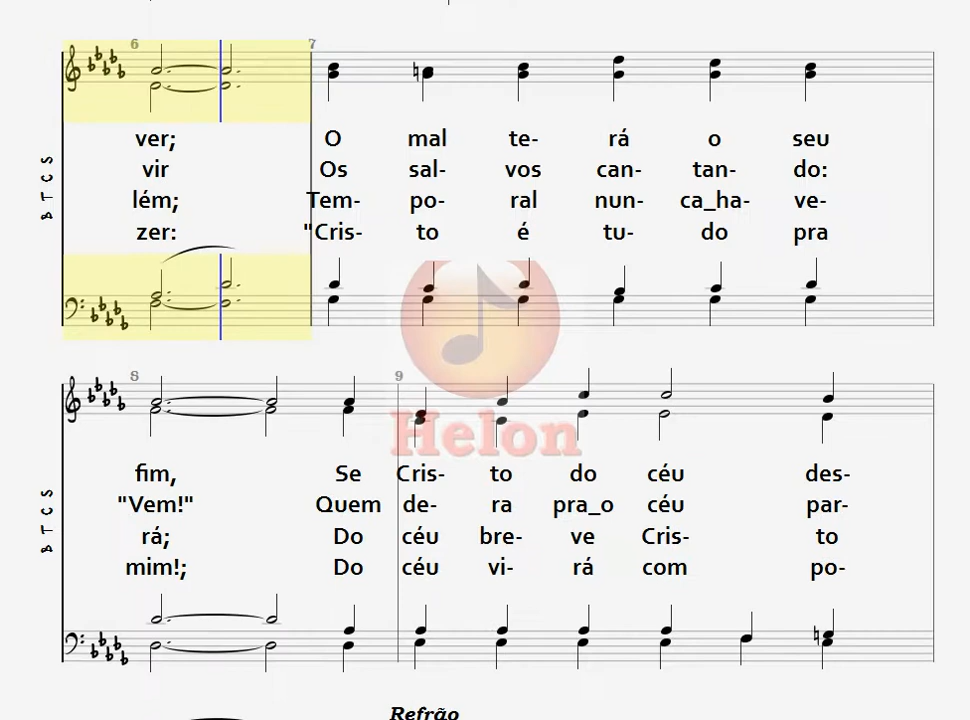 6 7
ver; O mal te- rá o seu
vir Os sal- vos can- tan- do:
lém; Tem- po- ral nun- ca_ha- ve-
zer: "Cris- to é tu- do pra
S
C
T
B
8 9
Helon
fim, Se Cris- to do céu des-
"Vem!" Quem de- ra pra_o céu par-
rá; Do céu bre- ve Cris- to
mim!; Do céu vi- rá com po-
S
C
T
B
Refrão